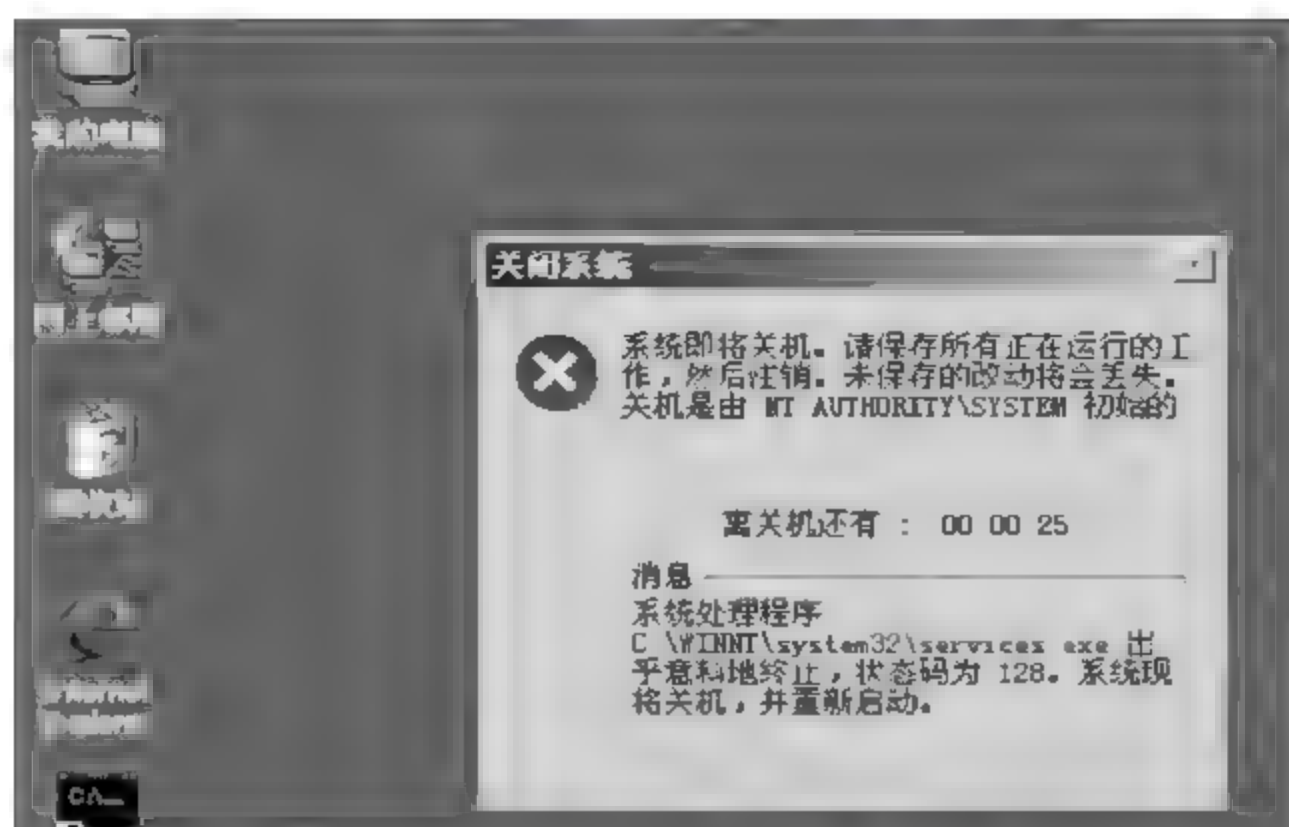 关闭系统
系统即将关机。请保存所有正在运行的工
作,然后注销。未保存的改动将会丢失。
关机是由 NT AUTHORITY\SYSTEM 初始的
离关机还有 : 00 00 25
消息
系统处理程序
C \WINNT\system32\services exe 出
乎意料地终止,状态码为 128。系统现
将关机,并重新启动。
C:\_